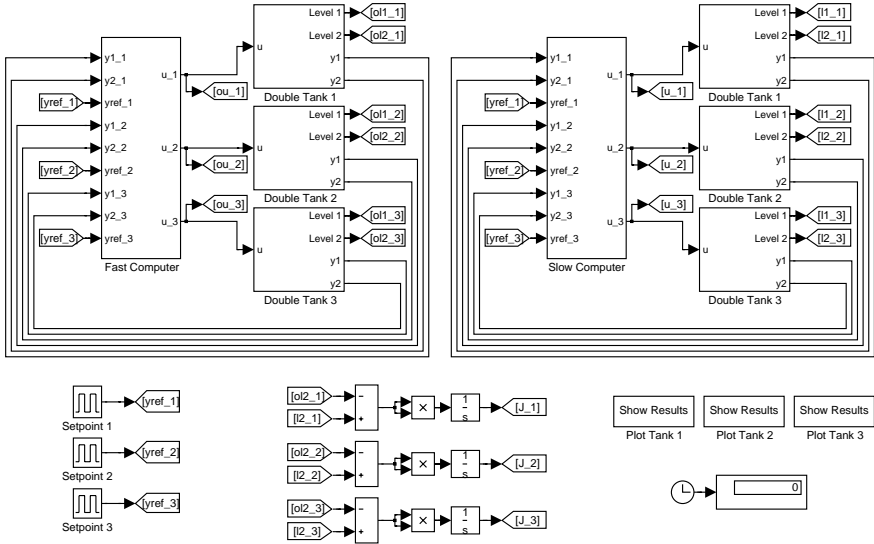 y1_1
y2_1
[yref_1]
yref_1
y1_2
y2_2
[yref_2]
yref_2
y1_3
y2_3
[yref_3]
yref_3
u_1
u_2
u_3
Fast Computer
[ou_1]
[ou_2]
[ou_3]
u
Level 1
Level 2
y1
y2
Double Tank 1
[ol1_1]
[ol2_1]
u
Level 1
Level 2
y1
y2
Double Tank 2
[ol1_2]
[ol2_2]
u
Level 1
Level 2
y1
y2
Double Tank 3
[ol1_3]
[ol2_3]
y1_1
y2_1
[yref_1]
yref_1
y1_2
y2_2
[yref_2]
yref_2
y1_3
y2_3
[yref_3]
yref_3
u_1
u_2
u_3
Slow Computer
[u_1]
[u_2]
[u_3]
u
Level 1
Level 2
y1
y2
Double Tank 1
[l1_1]
[l2_1]
u
Level 1
Level 2
y1
y2
Double Tank 2
[l1_2]
[l2_2]
u
Level 1
Level 2
y1
y2
Double Tank 3
[l1_3]
[l2_3]
[yref_1]
Setpoint 1
[yref_2]
Setpoint 2
[yref_3]
Setpoint 3
[ol2_1]
[l2_1]
−
+
×
1
s
[J_1]
[ol2_2]
[l2_2]
−
+
×
1
s
[J_2]
[ol2_3]
[l2_3]
−
+
×
1
s
[J_3]
Show Results
Plot Tank 1
Show Results
Plot Tank 2
Show Results
Plot Tank 3
0